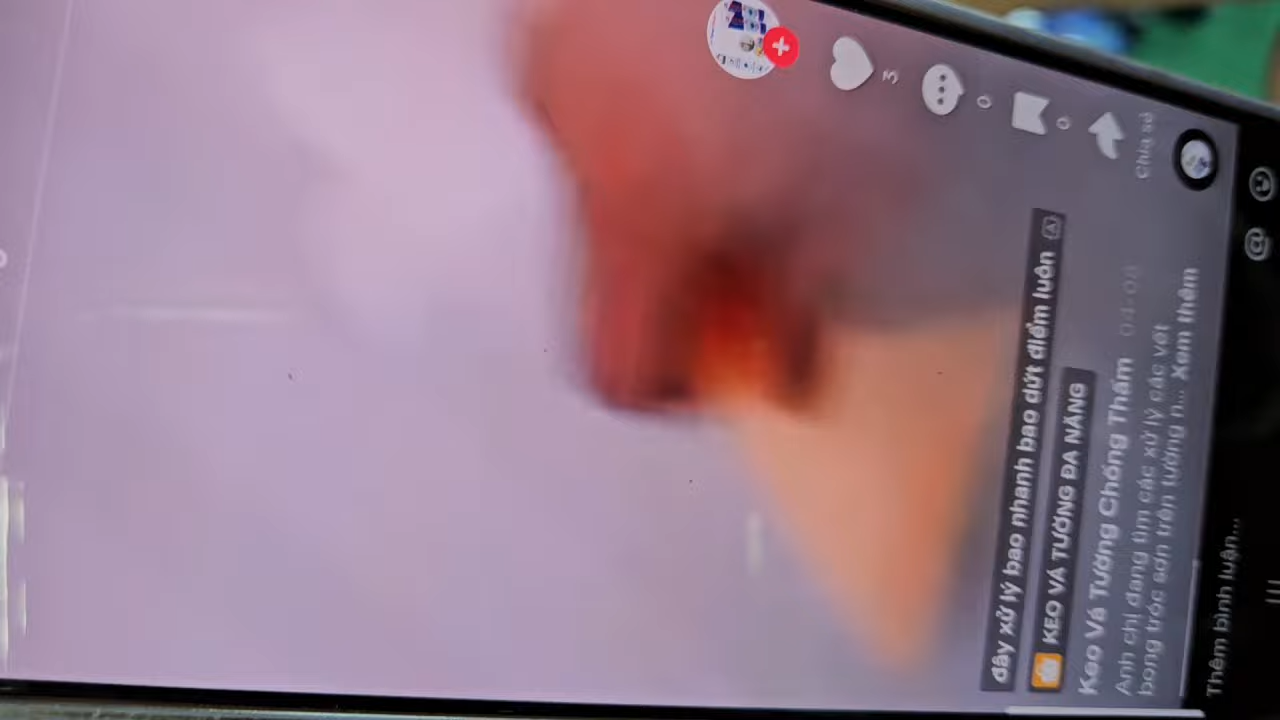 3
0
0
Chia sẻ
đây xử lý bao nhanh bao dứt điểm luôn
KEO VÁ TƯỜNG ĐA NĂNG
Keo Vá Tường Chống Thấm 04-08
Anh chị đang tìm các xử lý các vết
bong tróc sơn trên tường n... Xem thêm
Thêm bình luận...
@